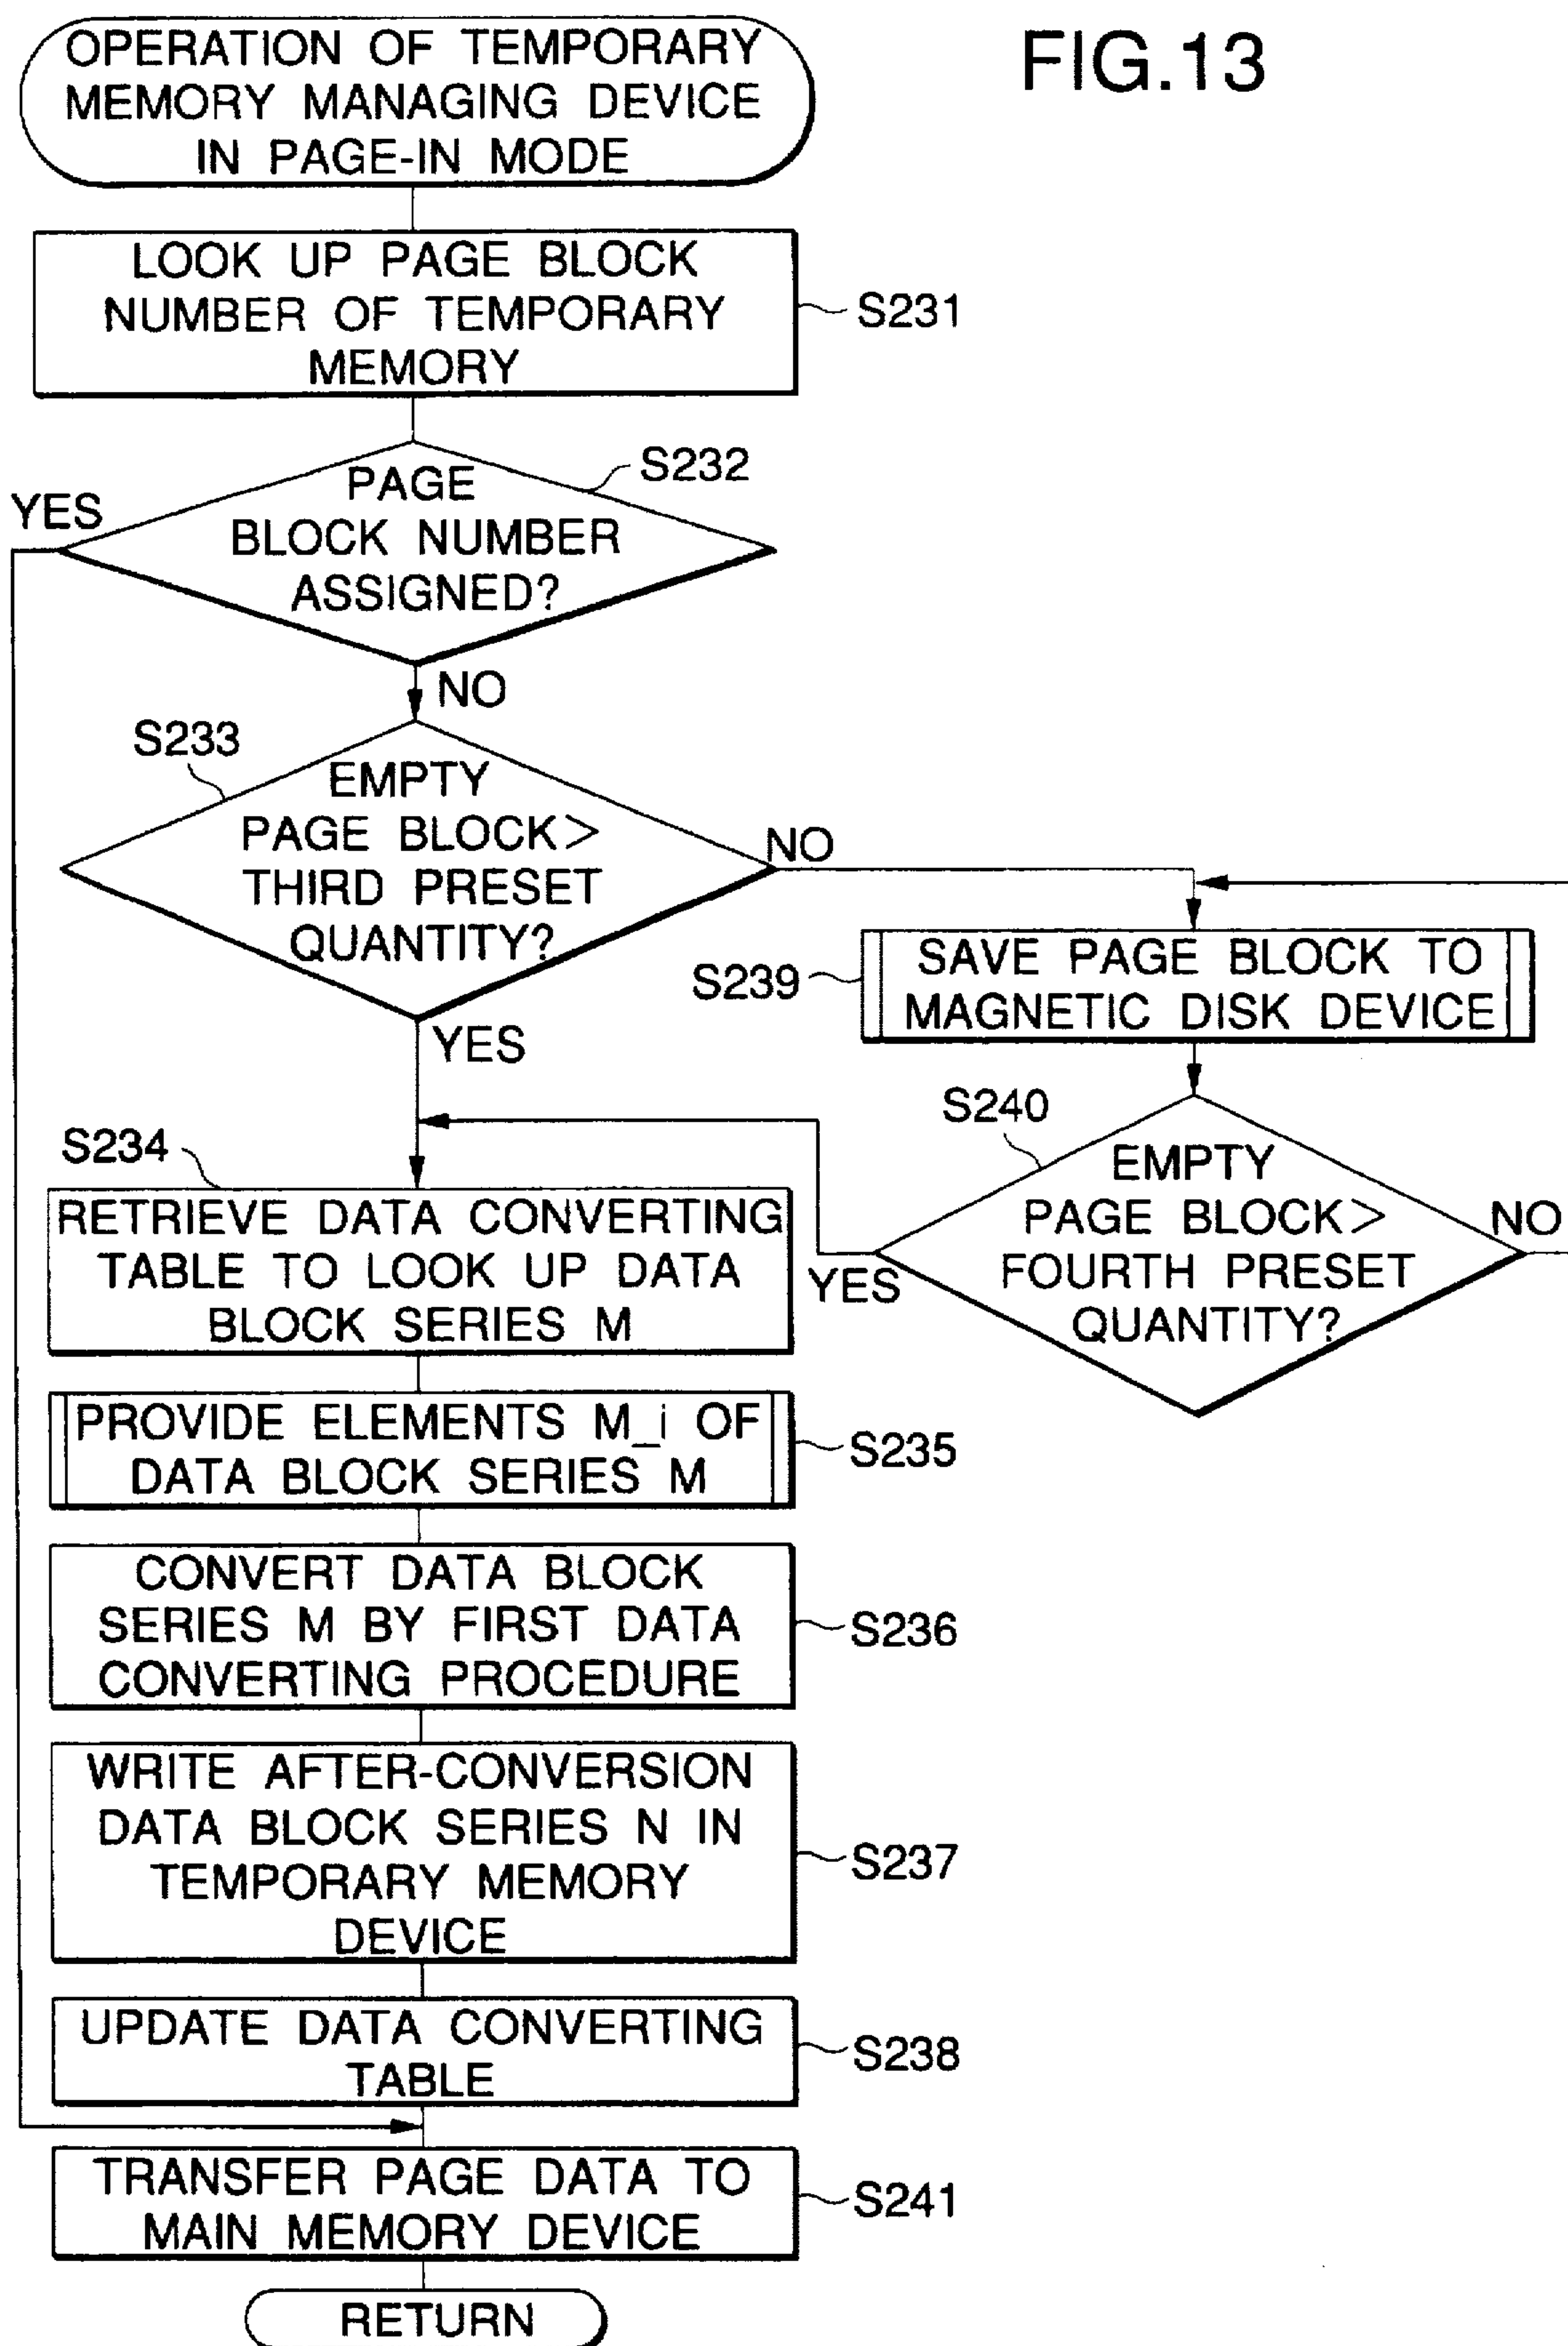 FIG.13
OPERATION OF TEMPORARY
MEMORY MANAGING DEVICE
IN PAGE-IN MODE
LOOK UP PAGE BLOCK
NUMBER OF TEMPORARY
MEMORY
S231
S232
PAGE
BLOCK NUMBER
ASSIGNED?
YES
NO
S233
EMPTY
PAGE BLOCK>
THIRD PRESET
QUANTITY?
NO
YES
S239
SAVE PAGE BLOCK TO
MAGNETIC DISK DEVICE
S240
EMPTY
PAGE BLOCK>
FOURTH PRESET
QUANTITY?
NO
YES
S234
RETRIEVE DATA CONVERTING
TABLE TO LOOK UP DATA
BLOCK SERIES M
PROVIDE ELEMENTS M_i OF
DATA BLOCK SERIES M
S235
CONVERT DATA BLOCK
SERIES M BY FIRST DATA
CONVERTING PROCEDURE
S236
WRITE AFTER-CONVERSION
DATA BLOCK SERIES N IN
TEMPORARY MEMORY
DEVICE
S237
UPDATE DATA CONVERTING
TABLE
S238
TRANSFER PAGE DATA TO
MAIN MEMORY DEVICE
S241
RETURN